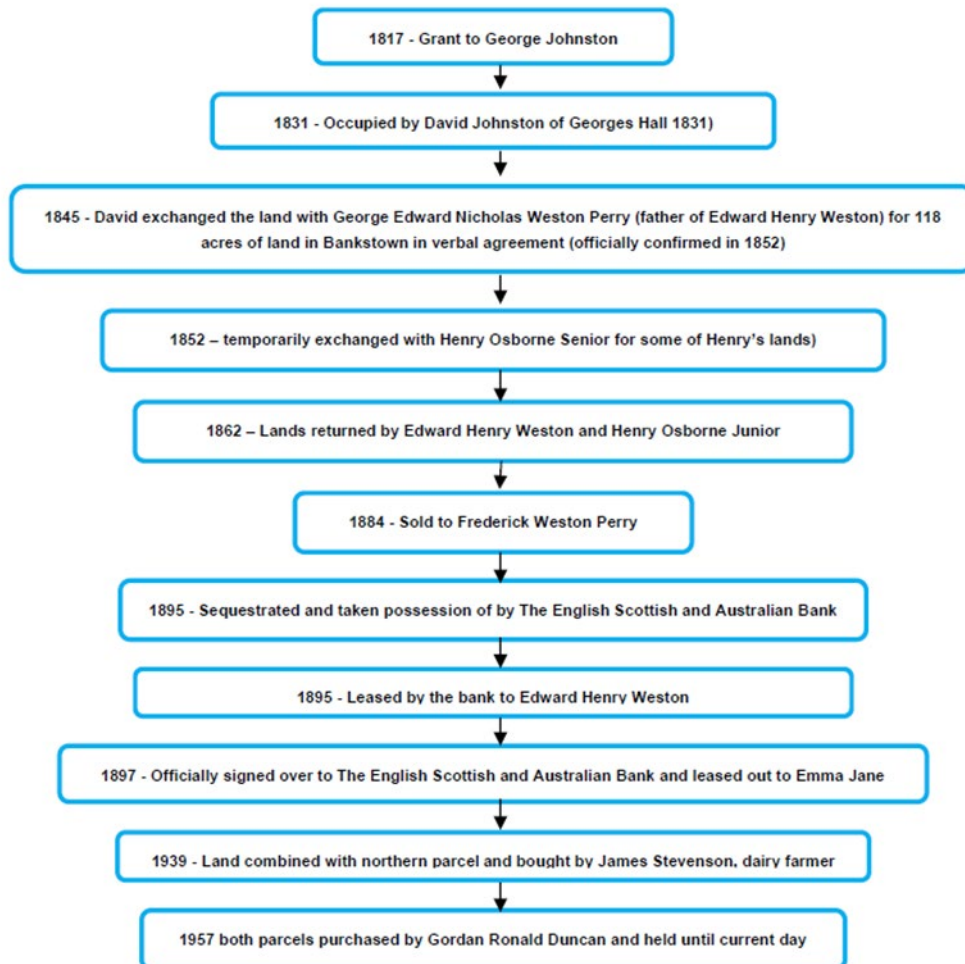 1817 - Grant to George Johnston
1831 - Occupied by David Johnston of Georges Hall 1831)
1845 - David exchanged the land with George Edward Nicholas Weston Perry (father of Edward Henry Weston) for 118
acres of land in Bankstown in verbal agreement (officially confirmed in 1852)
1852 – temporarily exchanged with Henry Osborne Senior for some of Henry's lands)
1862 – Lands returned by Edward Henry Weston and Henry Osborne Junior
1884 - Sold to Frederick Weston Perry
1895 - Sequestrated and taken possession of by The English Scottish and Australian Bank
1895 - Leased by the bank to Edward Henry Weston
1897 - Officially signed over to The English Scottish and Australian Bank and leased out to Emma Jane
1939 - Land combined with northern parcel and bought by James Stevenson, dairy farmer
1957 both parcels purchased by Gordan Ronald Duncan and held until current day